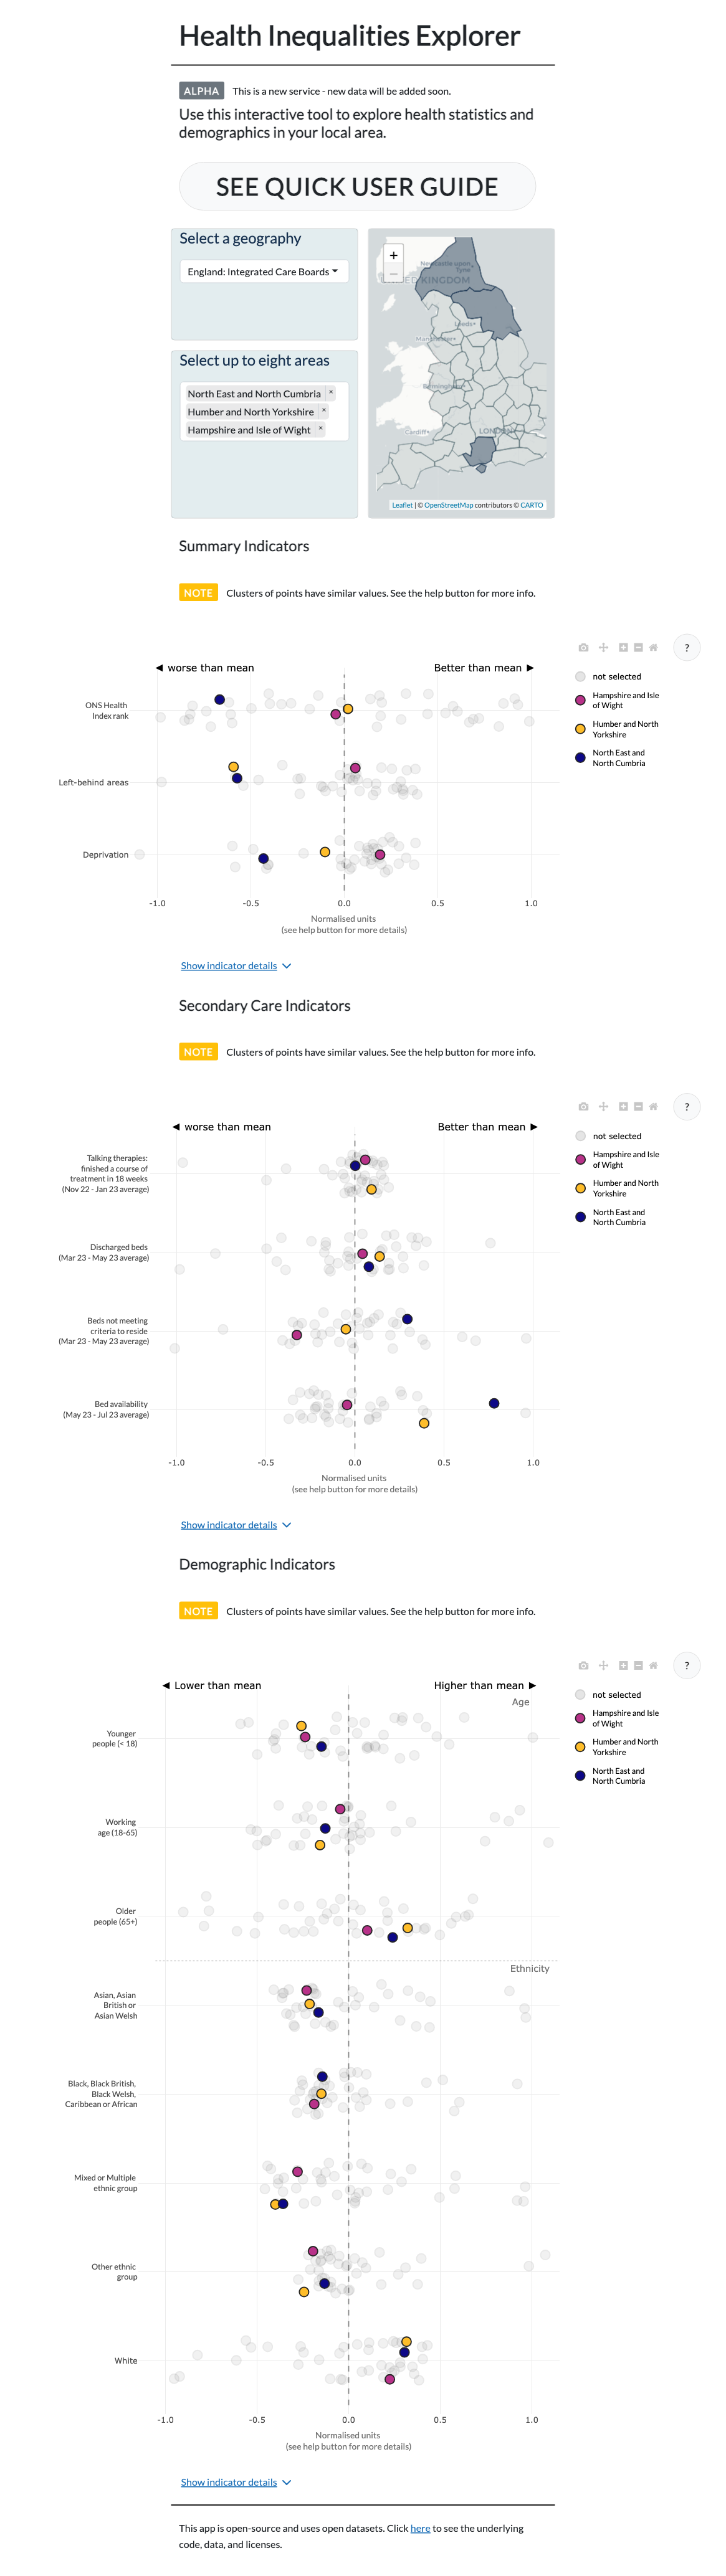 Health Inequalities Explorer
ALPHA This is a new service - new data will be added soon.
Use this interactive tool to explore health statistics and
demographics in your local area.
SEE QUICK USER GUIDE
Select a geography
England: Integrated Care Boards
Select up to eight areas
North East and North Cumbria ×
Humber and North Yorkshire ×
Hampshire and Isle of Wight ×
+
−
Newcastle upon
Tyne
KINGDOM
Leeds
Manchester
Birmingham
Cardiff
LONDON
Leaflet | © OpenStreetMap contributors © CARTO
Summary Indicators
NOTE Clusters of points have similar values. See the help button for more info.
?
◄ worse than mean
Better than mean ►
not selected
Hampshire and Isle
of Wight
Humber and North
Yorkshire
North East and
North Cumbria
ONS Health
Index rank
Left-behind areas
Deprivation
-1.0 -0.5 0.0 0.5 1.0
Normalised units
(see help button for more details)
Show indicator details
Secondary Care Indicators
NOTE Clusters of points have similar values. See the help button for more info.
?
◄ worse than mean
Better than mean ►
not selected
Hampshire and Isle
of Wight
Humber and North
Yorkshire
North East and
North Cumbria
Talking therapies:
finished a course of
treatment in 18 weeks
(Nov 22 - Jan 23 average)
Discharged beds
(Mar 23 - May 23 average)
Beds not meeting
criteria to reside
(Mar 23 - May 23 average)
Bed availability
(May 23 - Jul 23 average)
-1.0 -0.5 0.0 0.5 1.0
Normalised units
(see help button for more details)
Show indicator details
Demographic Indicators
NOTE Clusters of points have similar values. See the help button for more info.
?
◄ Lower than mean
Higher than mean ►
Age
not selected
Hampshire and Isle
of Wight
Humber and North
Yorkshire
North East and
North Cumbria
Younger
people (< 18)
Working
age (18-65)
Older
people (65+)
Ethnicity
Asian, Asian
British or
Asian Welsh
Black, Black British,
Black Welsh,
Caribbean or African
Mixed or Multiple
ethnic group
Other ethnic
group
White
-1.0 -0.5 0.0 0.5 1.0
Normalised units
(see help button for more details)
Show indicator details
This app is open-source and uses open datasets. Click here to see the underlying
code, data, and licenses.